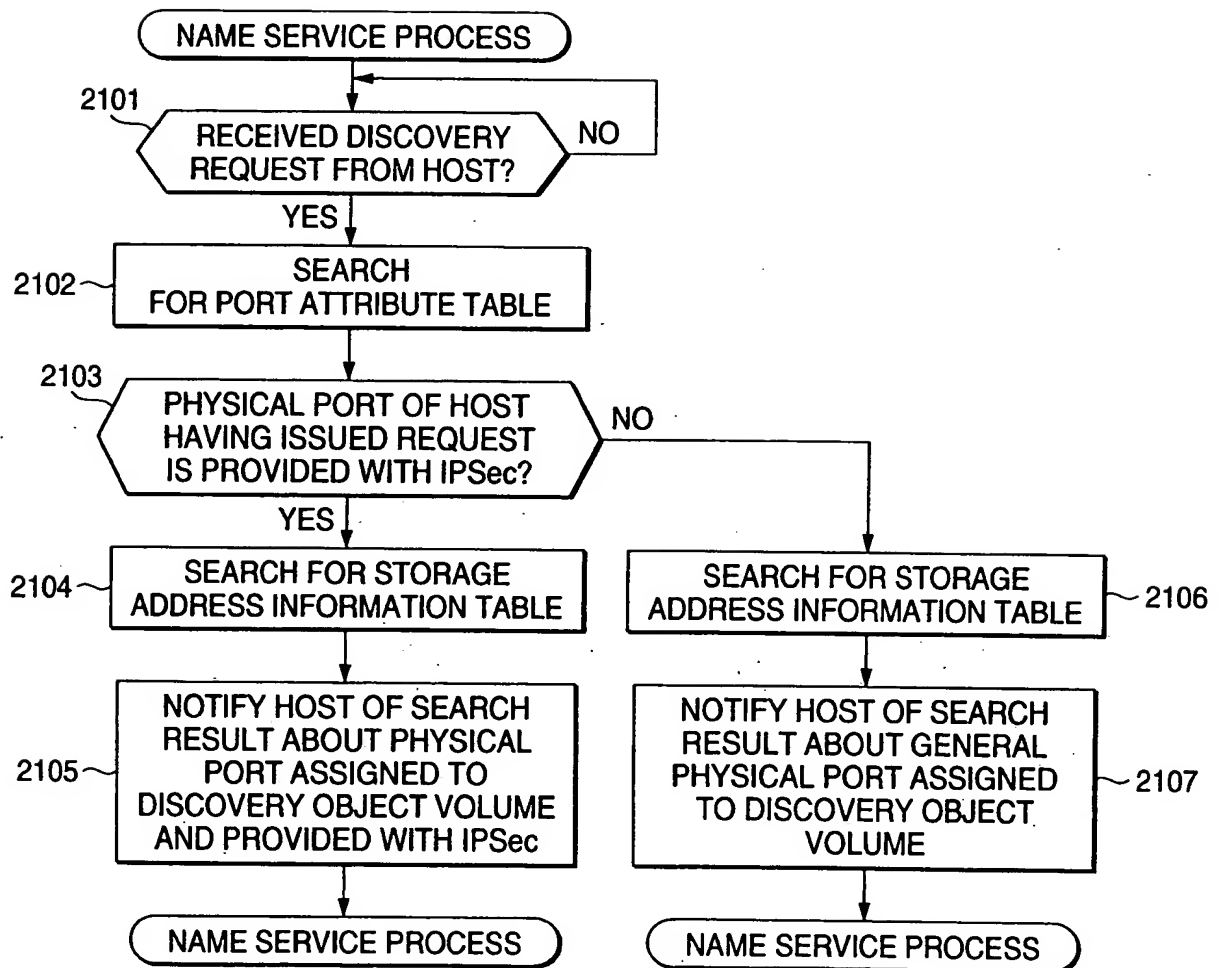 NAME SERVICE PROCESS
2101
RECEIVED DISCOVERY
REQUEST FROM HOST?
NO
YES
2102
SEARCH
FOR PORT ATTRIBUTE TABLE
2103
PHYSICAL PORT OF HOST
HAVING ISSUED REQUEST
IS PROVIDED WITH IPSec?
NO
YES
2104
SEARCH FOR STORAGE
ADDRESS INFORMATION TABLE
SEARCH FOR STORAGE
ADDRESS INFORMATION TABLE
2106
2105
NOTIFY HOST OF SEARCH
RESULT ABOUT PHYSICAL
PORT ASSIGNED TO
DISCOVERY OBJECT VOLUME
AND PROVIDED WITH IPSec
NOTIFY HOST OF SEARCH
RESULT ABOUT GENERAL
PHYSICAL PORT ASSIGNED
TO DISCOVERY OBJECT
VOLUME
2107
NAME SERVICE PROCESS
NAME SERVICE PROCESS